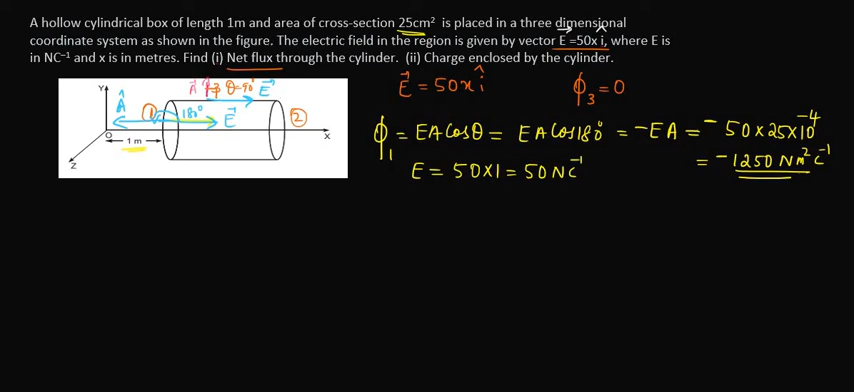 A hollow cylindrical box of length 1m and area of cross-section 25cm² is placed in a three dimensional
coordinate system as shown in the figure. The electric field in the region is given by vector E =50x i, where E is
in NC⁻¹ and x is in metres. Find (i) Net flux through the cylinder. (ii) Charge enclosed by the cylinder.
Y
Â
①
180°
θ=90°
E⃗
E⃗
②
O
X
1 m
Z
E⃗ = 50x î
ϕ₃ = 0
ϕ₁ = EA Cosθ = EA Cos180° = -EA = - 50 × 25 × 10⁻⁴
= - 1250 N m² C⁻¹
E = 50 × 1 = 50 N C⁻¹